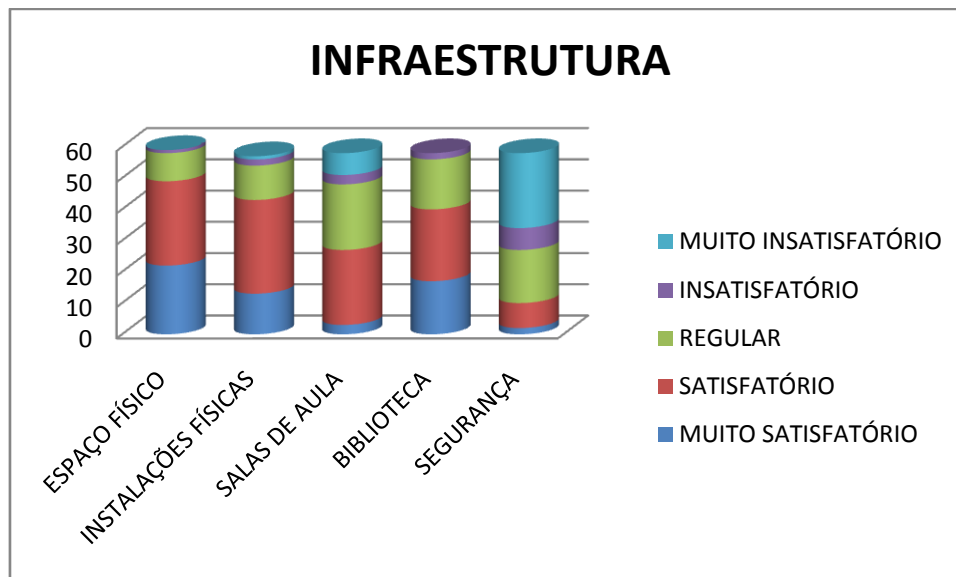 INFRAESTRUTURA
60
50
40
30
20
10
0
ESPAÇO FÍSICO
INSTALAÇÕES FÍSICAS
SALAS DE AULA
BIBLIOTECA
SEGURANÇA
MUITO INSATISFATÓRIO
INSATISFATÓRIO
REGULAR
SATISFATÓRIO
MUITO SATISFATÓRIO